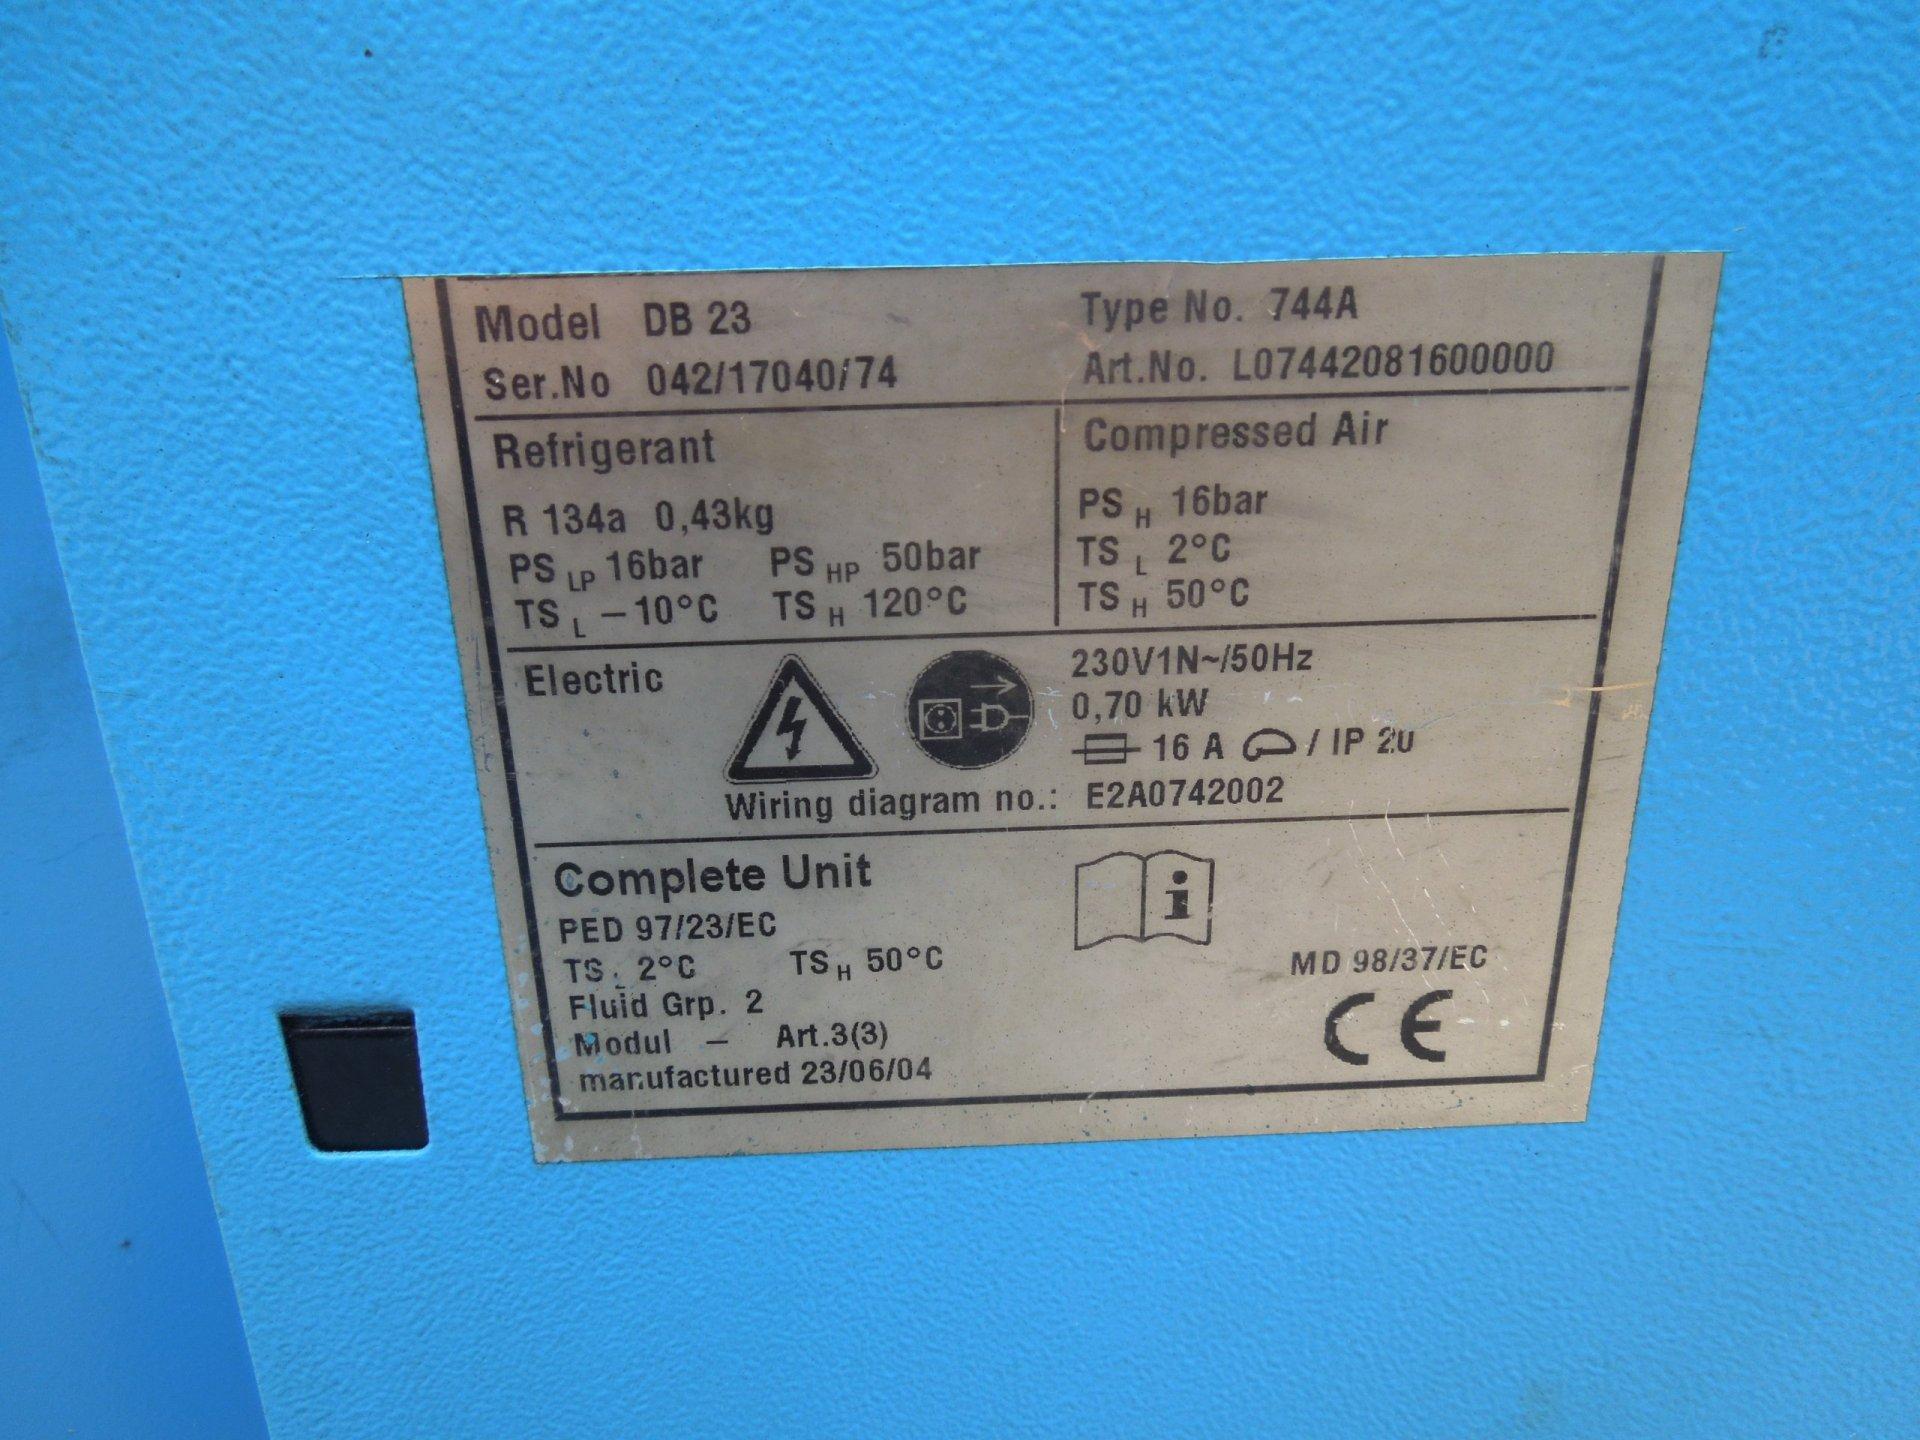 Model DB 23 Type No. 744A
Ser.No 042/17040/74 Art.No. L07442081600000
Refrigerant
R 134a 0,43kg
PS LP 16bar PS HP 50bar
TS L –10°C TS H 120°C
Compressed Air
PS H 16bar
TS L 2°C
TS H 50°C
Electric
230V1N~/50Hz
0,70 kW
16 A / IP 20
Wiring diagram no.: E2A0742002
Complete Unit
PED 97/23/EC
TS L 2°C TS H 50°C
Fluid Grp. 2
Modul – Art.3(3)
manufactured 23/06/04
i
MD 98/37/EC
CE